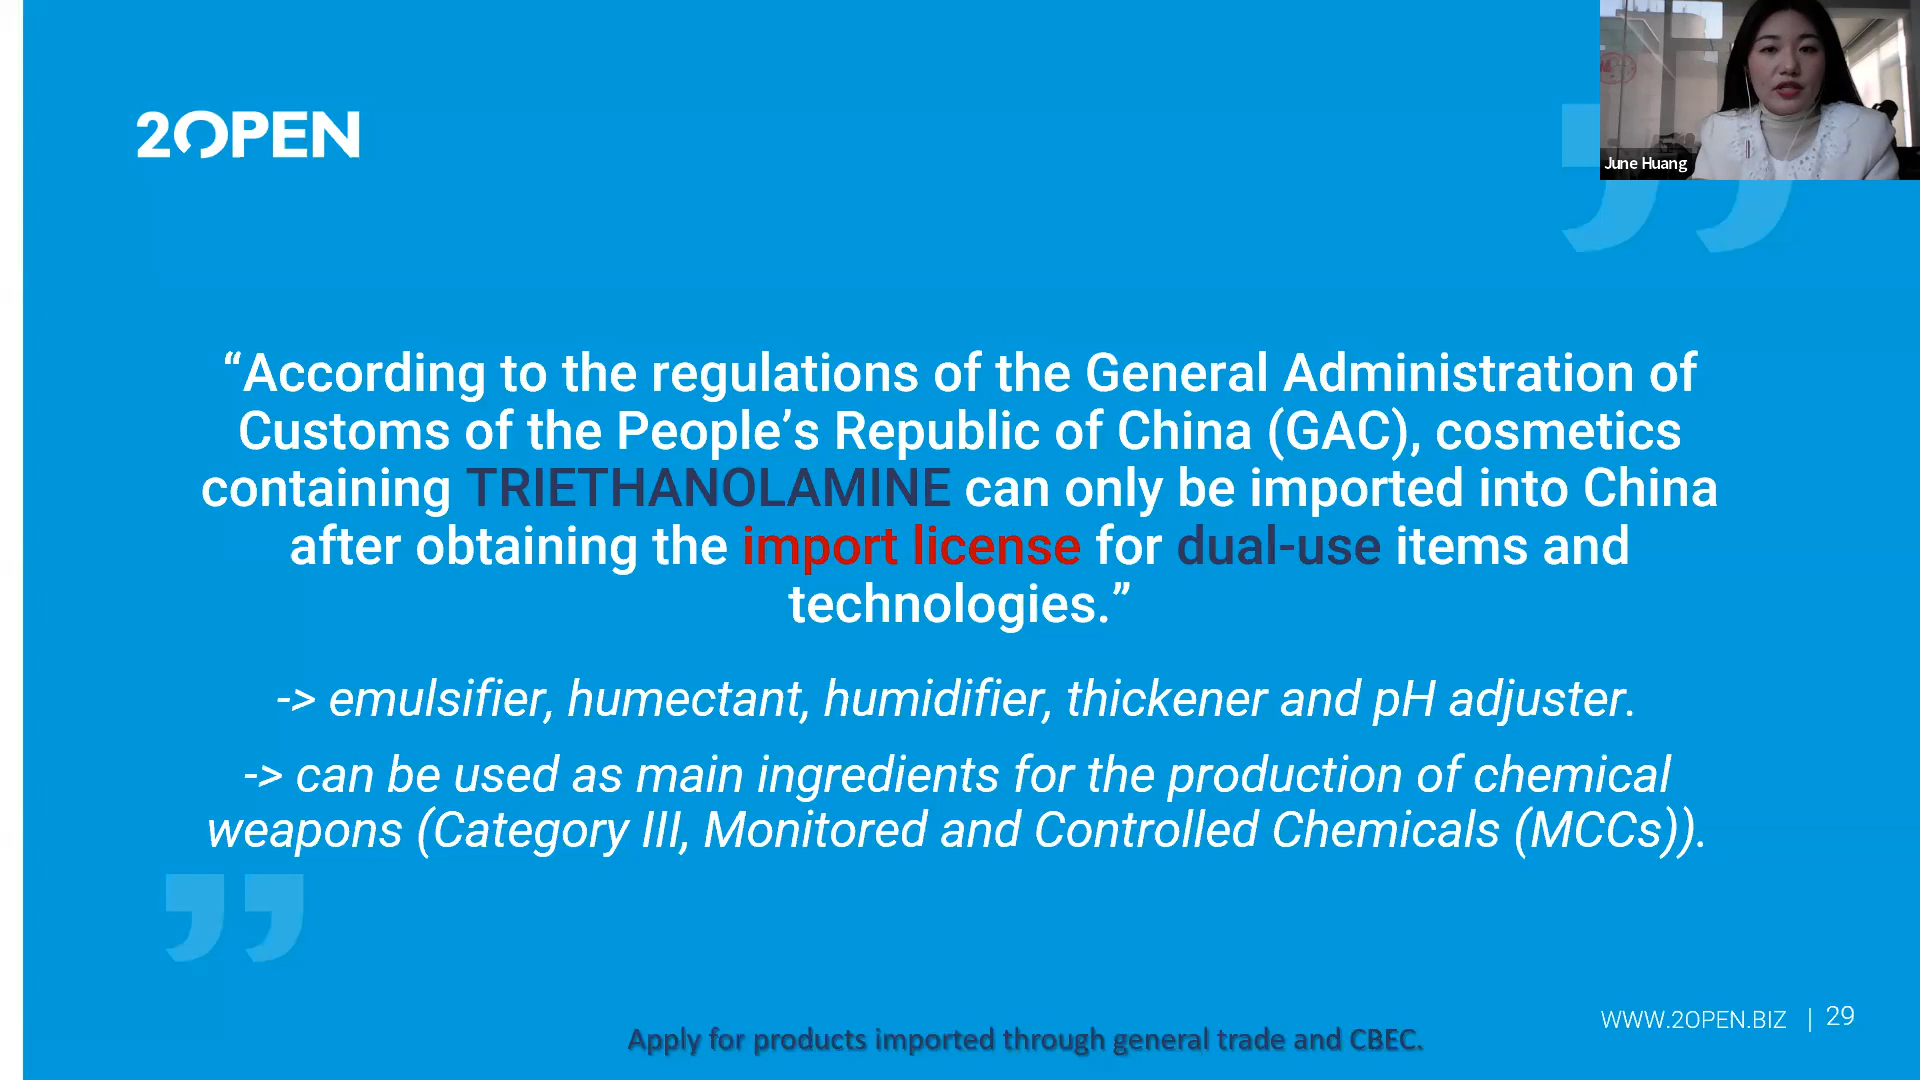 2OPEN
June Huang
“According to the regulations of the General Administration of
Customs of the People’s Republic of China (GAC), cosmetics
containing TRIETHANOLAMINE can only be imported into China
after obtaining the import license for dual-use items and
technologies.”
-> emulsifier, humectant, humidifier, thickener and pH adjuster.
-> can be used as main ingredients for the production of chemical
weapons (Category III, Monitored and Controlled Chemicals (MCCs)).
WWW.2OPEN.BIZ | 29
Apply for products imported through general trade and CBEC.